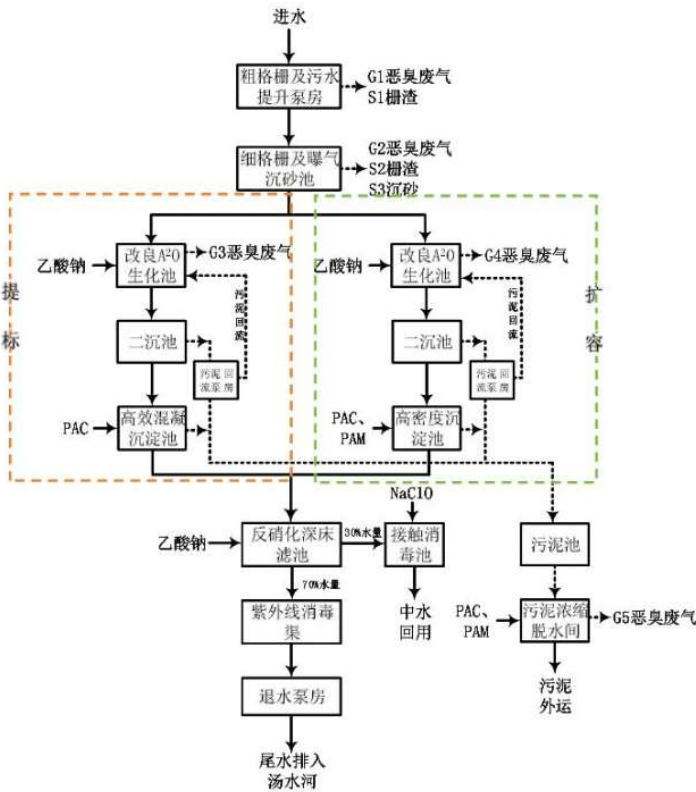 进水
粗格栅及污水
提升泵房
G1恶臭废气
S1栅渣
细格栅及曝气
沉砂池
G2恶臭废气
S2栅渣
S3沉砂
提
标
乙酸钠
改良A²O
生化池
G3恶臭废气
污泥回流
二沉池
污泥回
流泵房
PAC
高效混凝
沉淀池
扩
容
乙酸钠
改良A²O
生化池
G4恶臭废气
污泥回流
二沉池
污泥回
流泵房
PAC、
PAM
高密度沉
淀池
乙酸钠
反硝化深床
滤池
30%水量
NaClO
接触消
毒池
中水
回用
70%水量
紫外线消毒
渠
退水泵房
尾水排入
汤水河
污泥池
PAC、
PAM
污泥浓缩
脱水间
G5恶臭废气
污泥
外运